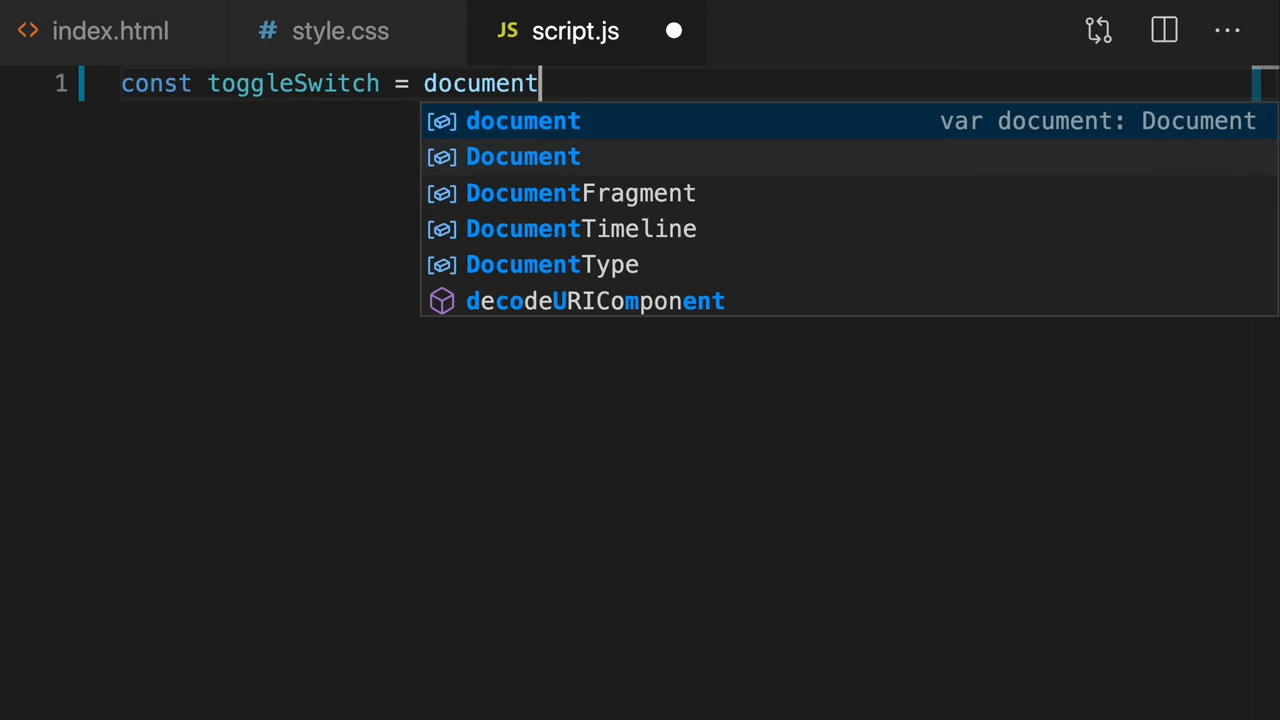 <> index.html # style.css JS script.js
1 const toggleSwitch = document
document var document: Document
Document
DocumentFragment
DocumentTimeline
DocumentType
decodeURIComponent